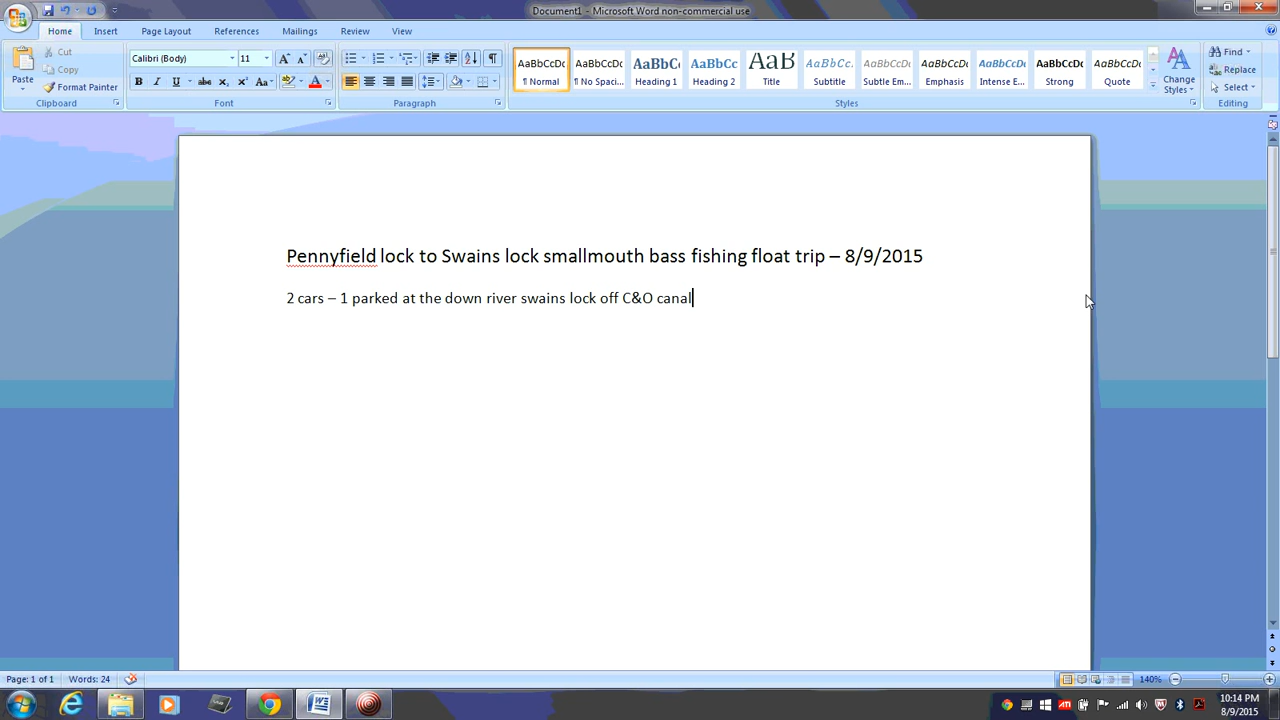 Document1 - Microsoft Word non-commercial use
Home Insert Page Layout References Mailings Review View
Paste Cut Copy Format Painter
Calibri (Body) 11
AaBbCcDc AaBbCcDc AaBbC AaBbCc AaB AaBbCc. AaBbCcDc AaBbCcDc AaBbCcDc AaBbCcDc AaBbCcDc
¶ Normal ¶ No Spaci... Heading 1 Heading 2 Title Subtitle Subtle Em... Emphasis Intense E... Strong Quote
Change Styles
Find Replace Select
Clipboard Font Paragraph Styles Editing
Pennyfield lock to Swains lock smallmouth bass fishing float trip – 8/9/2015
2 cars – 1 parked at the down river swains lock off C&O canal
Page: 1 of 1 Words: 24 140%
10:14 PM
8/9/2015